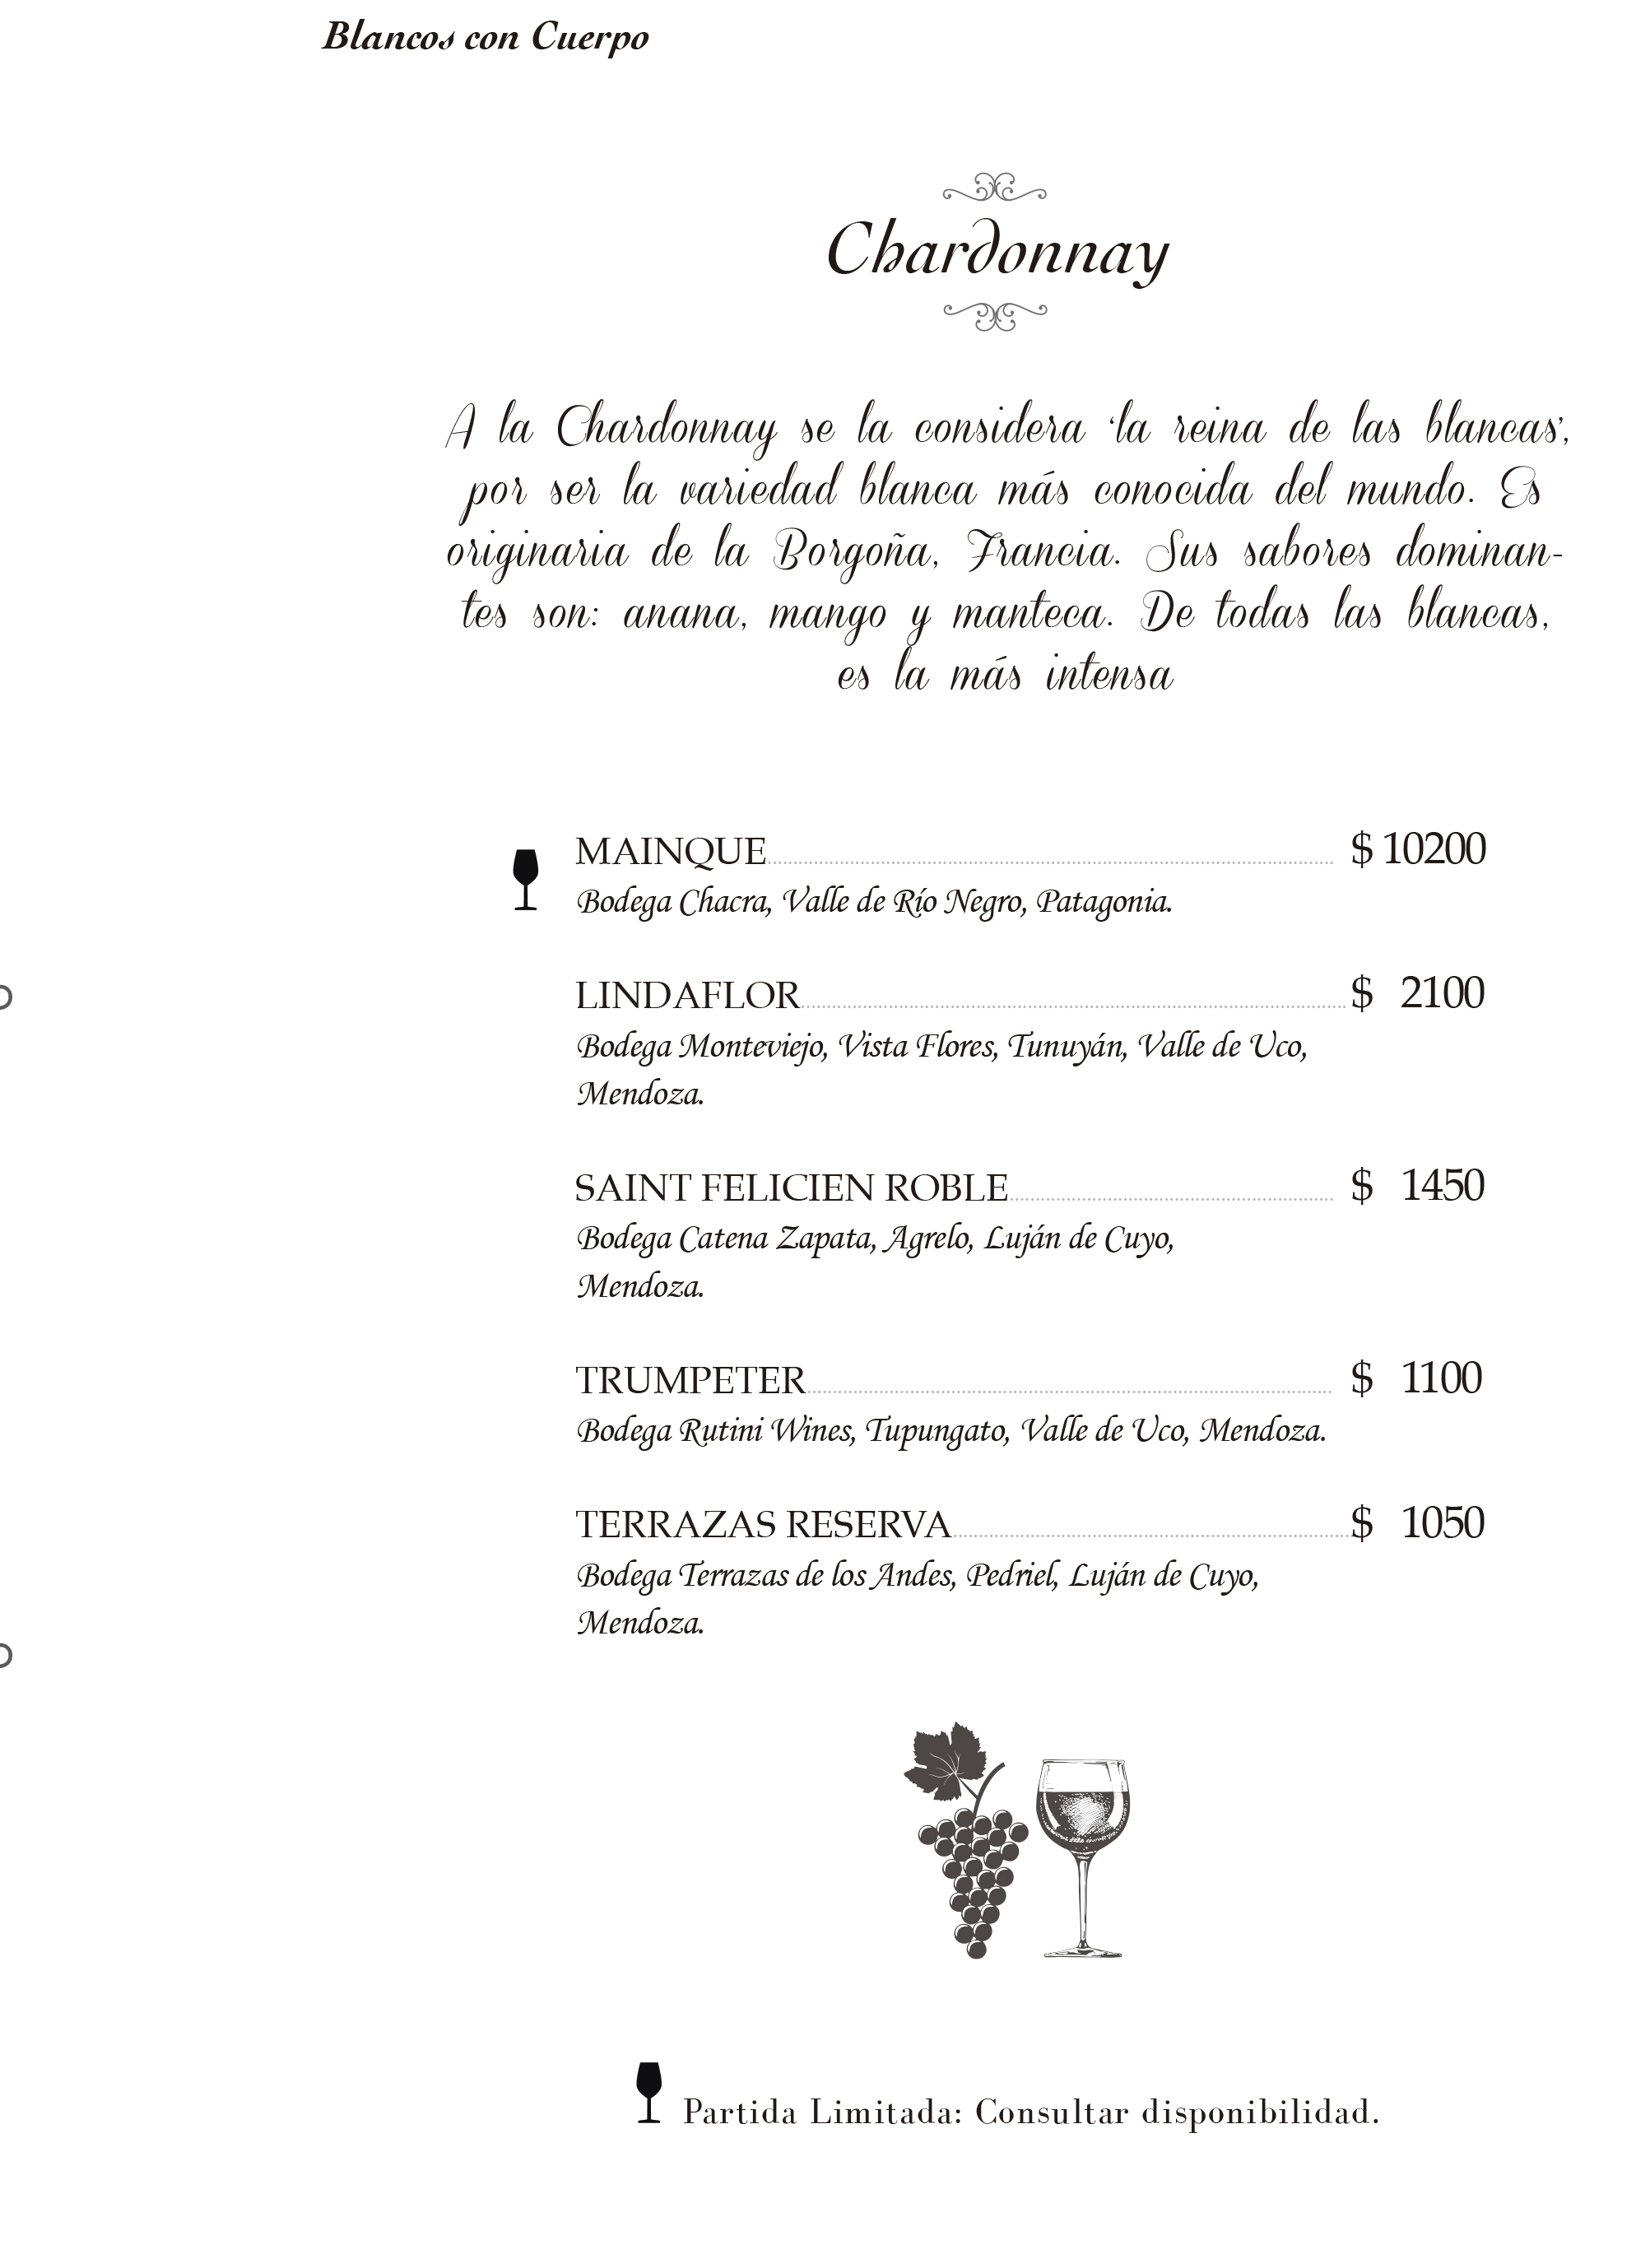 Blancos con Cuerpo
Chardonnay
A la Chardonnay se la considera ‘la reina de las blancas’,
por ser la variedad blanca más conocida del mundo. Es
originaria de la Borgoña, Francia. Sus sabores dominan-
tes son: anana, mango y manteca. De todas las blancas,
es la más intensa
MAINQUE $ 10200
Bodega Chacra, Valle de Río Negro, Patagonia.
LINDAFLOR $ 2100
Bodega Monteviejo, Vista Flores, Tunuyán, Valle de Uco,
Mendoza.
SAINT FELICIEN ROBLE $ 1450
Bodega Catena Zapata, Agrelo, Luján de Cuyo,
Mendoza.
TRUMPETER $ 1100
Bodega Rutini Wines, Tupungato, Valle de Uco, Mendoza.
TERRAZAS RESERVA $ 1050
Bodega Terrazas de los Andes, Pedriel, Luján de Cuyo,
Mendoza.
Partida Limitada: Consultar disponibilidad.